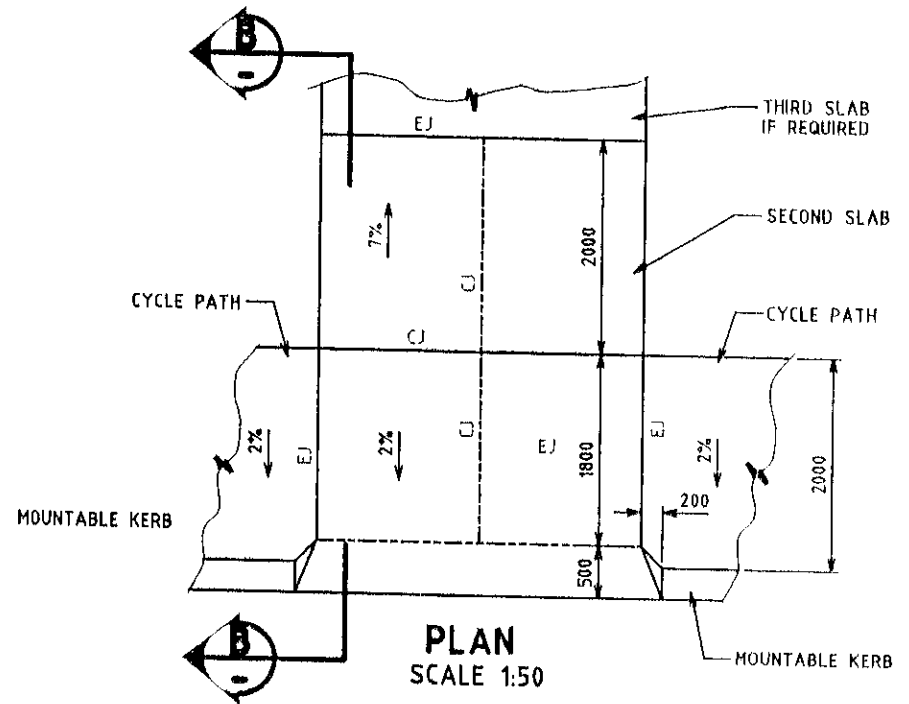 B
-
THIRD SLAB
IF REQUIRED
EJ
SECOND SLAB
7%
CJ
2000
CYCLE PATH
CYCLE PATH
CJ
2%
EJ
2%
CJ
EJ
1800
EJ
2%
2000
200
MOUNTABLE KERB
500
B
-
PLAN
SCALE 1:50
MOUNTABLE KERB